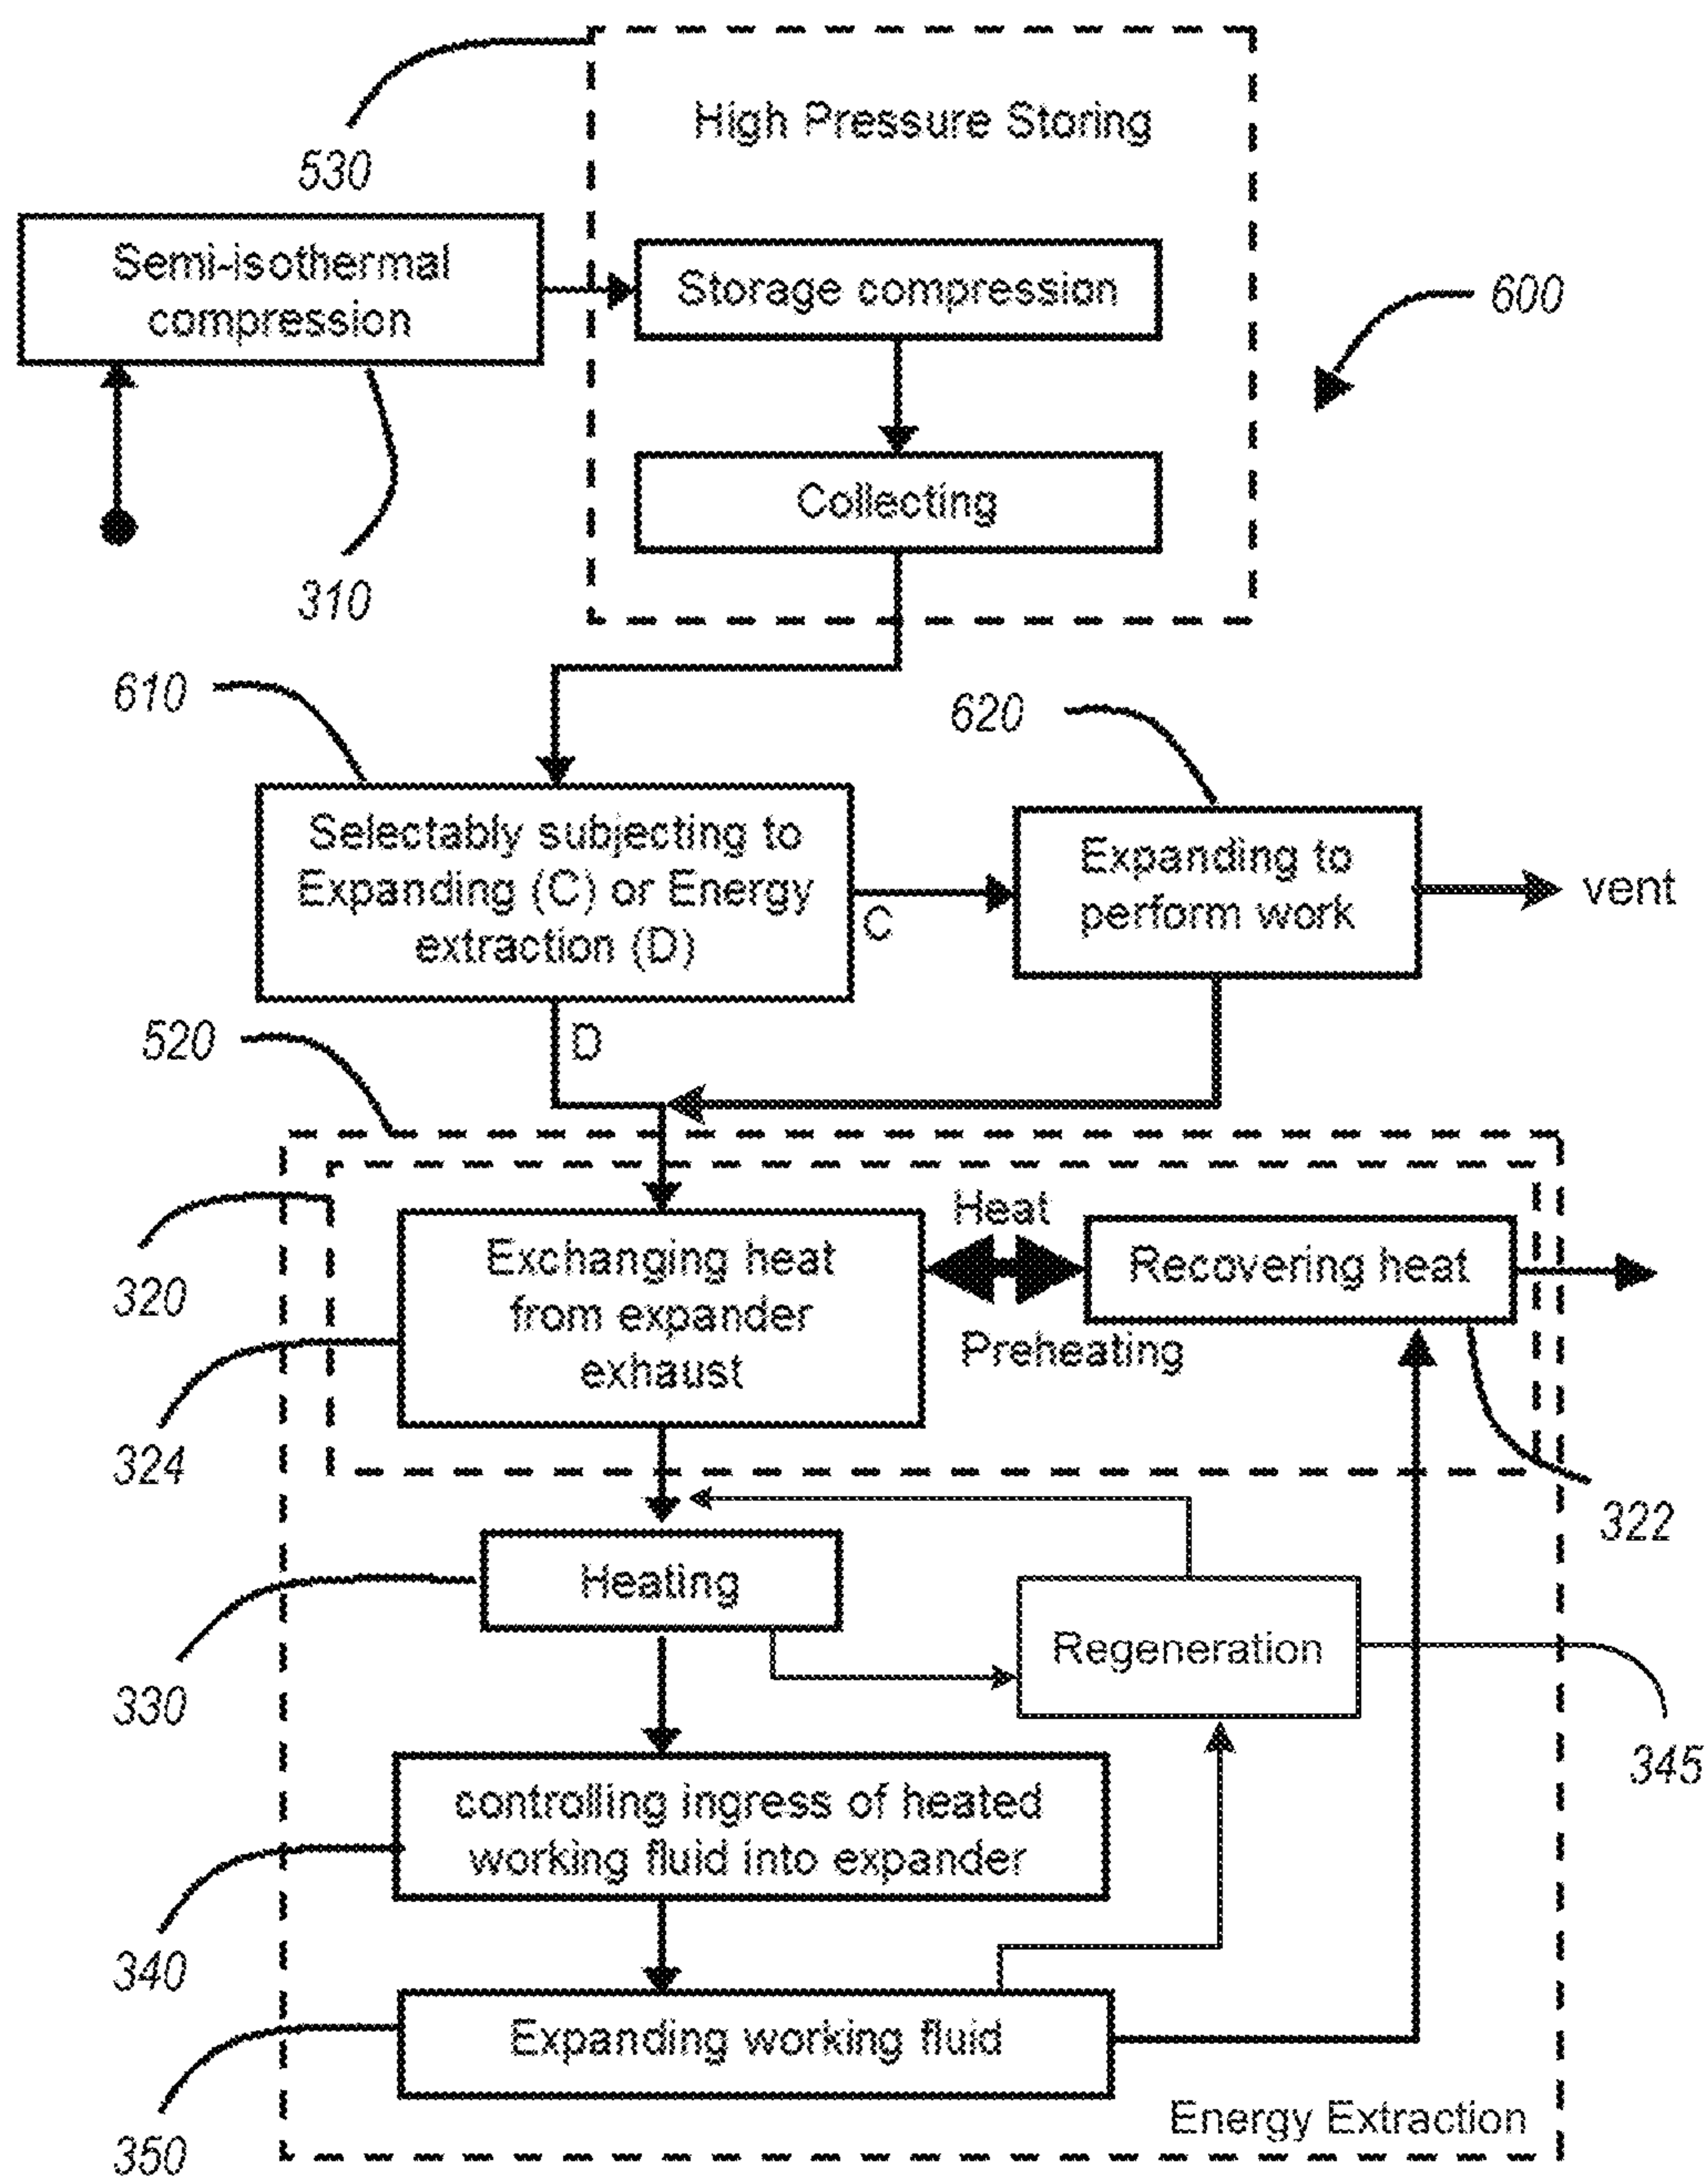 High Pressure Storing
530
Semi-isothermal
compression
Storage compression
600
Collecting
310
610
620
Selectably subjecting to
Expanding (C) or Energy
extraction (D)
C
Expanding to
perform work
vent
520
D
320
Heat
Exchanging heat
from expander
exhaust
Recovering heat
Preheating
324
322
Heating
Regeneration
330
345
controlling ingress of heated
working fluid into expander
340
Expanding working fluid
350
Energy Extraction